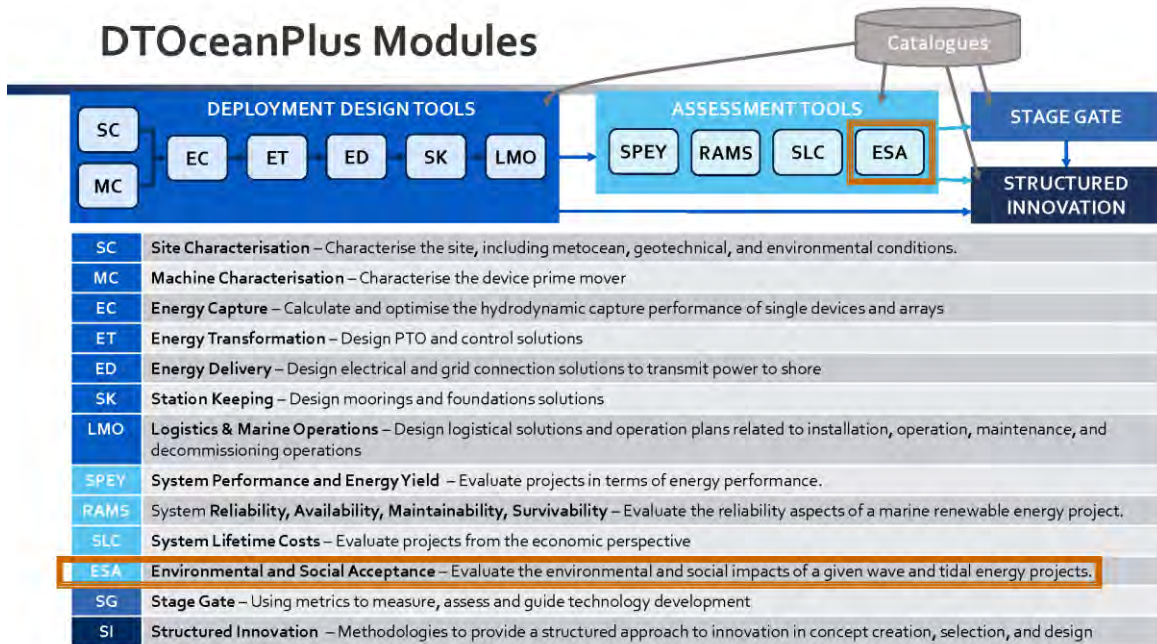 DTOceanPlus Modules
Catalogues
DEPLOYMENT DESIGN TOOLS
ASSESSMENT TOOLS
STAGE GATE
SC
MC
EC
ET
ED
SK
LMO
SPEY
RAMS
SLC
ESA
STRUCTURED
INNOVATION
SC Site Characterisation – Characterise the site, including metocean, geotechnical, and environmental conditions.
MC Machine Characterisation – Characterise the device prime mover
EC Energy Capture – Calculate and optimise the hydrodynamic capture performance of single devices and arrays
ET Energy Transformation – Design PTO and control solutions
ED Energy Delivery – Design electrical and grid connection solutions to transmit power to shore
SK Station Keeping – Design moorings and foundations solutions
LMO Logistics & Marine Operations – Design logistical solutions and operation plans related to installation, operation, maintenance, and
decommissioning operations
SPEY System Performance and Energy Yield – Evaluate projects in terms of energy performance.
RAMS System Reliability, Availability, Maintainability, Survivability – Evaluate the reliability aspects of a marine renewable energy project.
SLC System Lifetime Costs – Evaluate projects from the economic perspective
ESA Environmental and Social Acceptance – Evaluate the environmental and social impacts of a given wave and tidal energy projects.
SG Stage Gate – Using metrics to measure, assess and guide technology development
SI Structured Innovation – Methodologies to provide a structured approach to innovation in concept creation, selection, and design